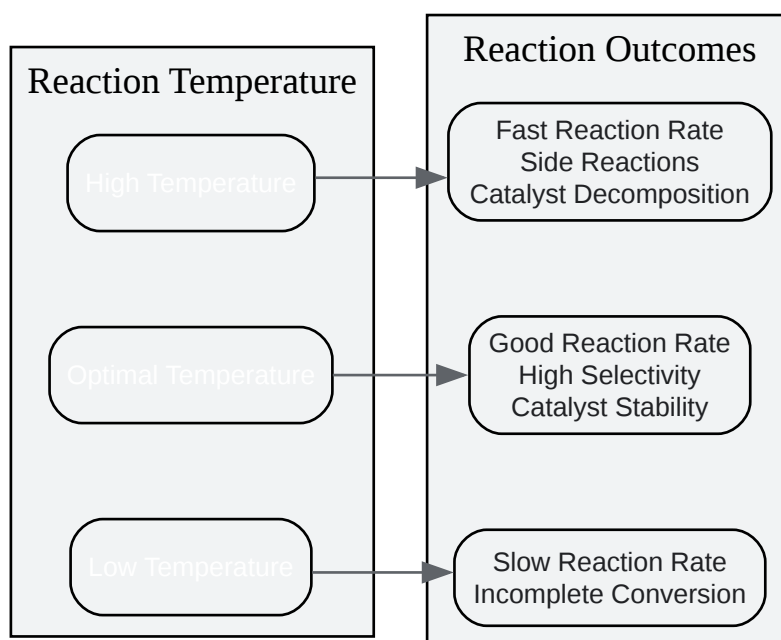 Reaction Temperature
High Temperature
Optimal Temperature
Low Temperature
Reaction Outcomes
Fast Reaction Rate
Side Reactions
Catalyst Decomposition
Good Reaction Rate
High Selectivity
Catalyst Stability
Slow Reaction Rate
Incomplete Conversion